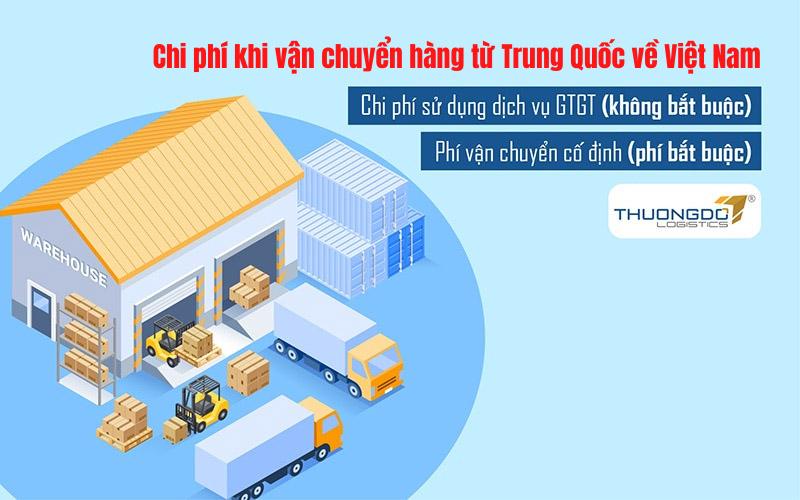 Chi phí khi vận chuyển hàng từ Trung Quốc về Việt Nam
Chi phí sử dụng dịch vụ GTGT (không bắt buộc)
Phí vận chuyển cố định (phí bắt buộc)
THUONGDO
®
LOGISTICS
WAREHOUSE